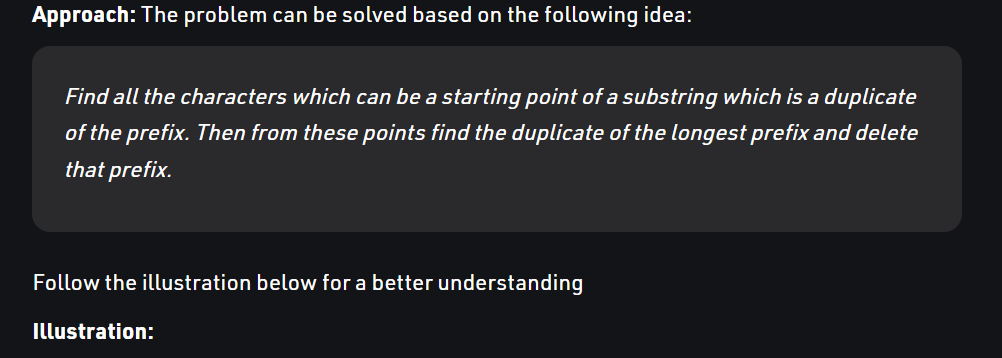 Approach: The problem can be solved based on the following idea:
Find all the characters which can be a starting point of a substring which is a duplicate
of the prefix. Then from these points find the duplicate of the longest prefix and delete
that prefix.
Follow the illustration below for a better understanding
Illustration: